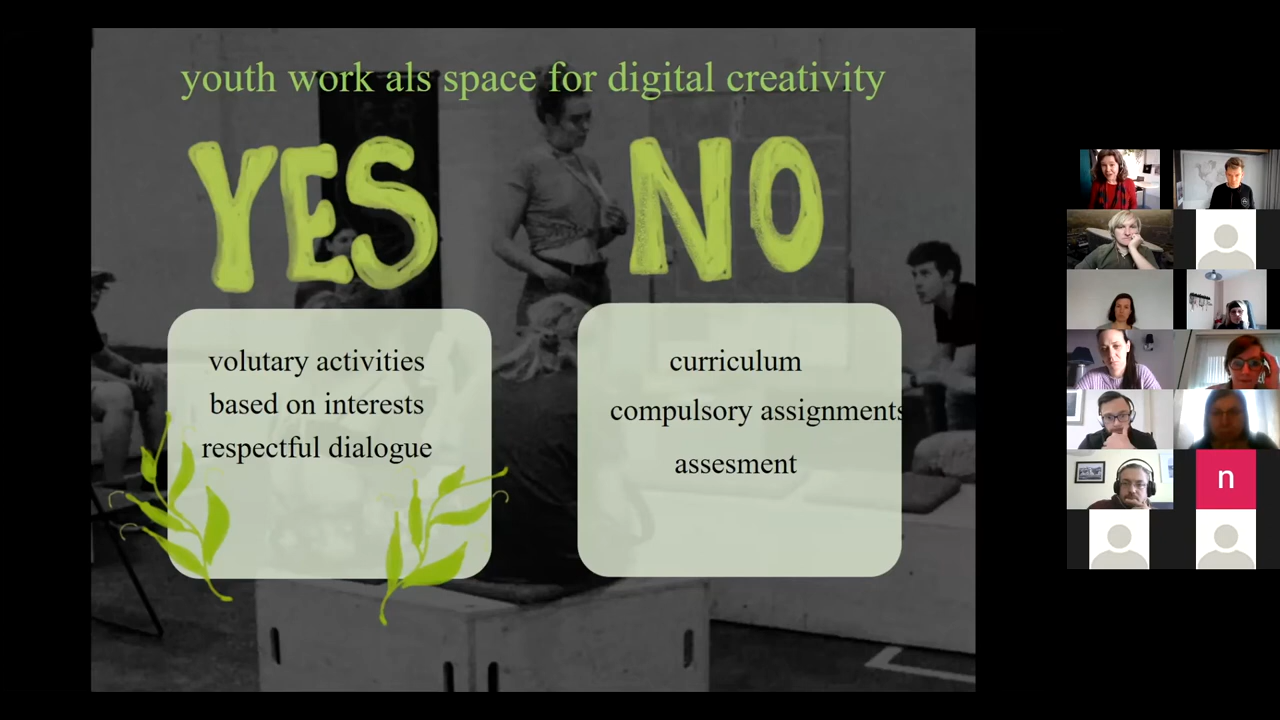 youth work als space for digital creativity
YES
NO
volutary activities
based on interests
respectful dialogue
curriculum
compulsory assignments
assesment
n